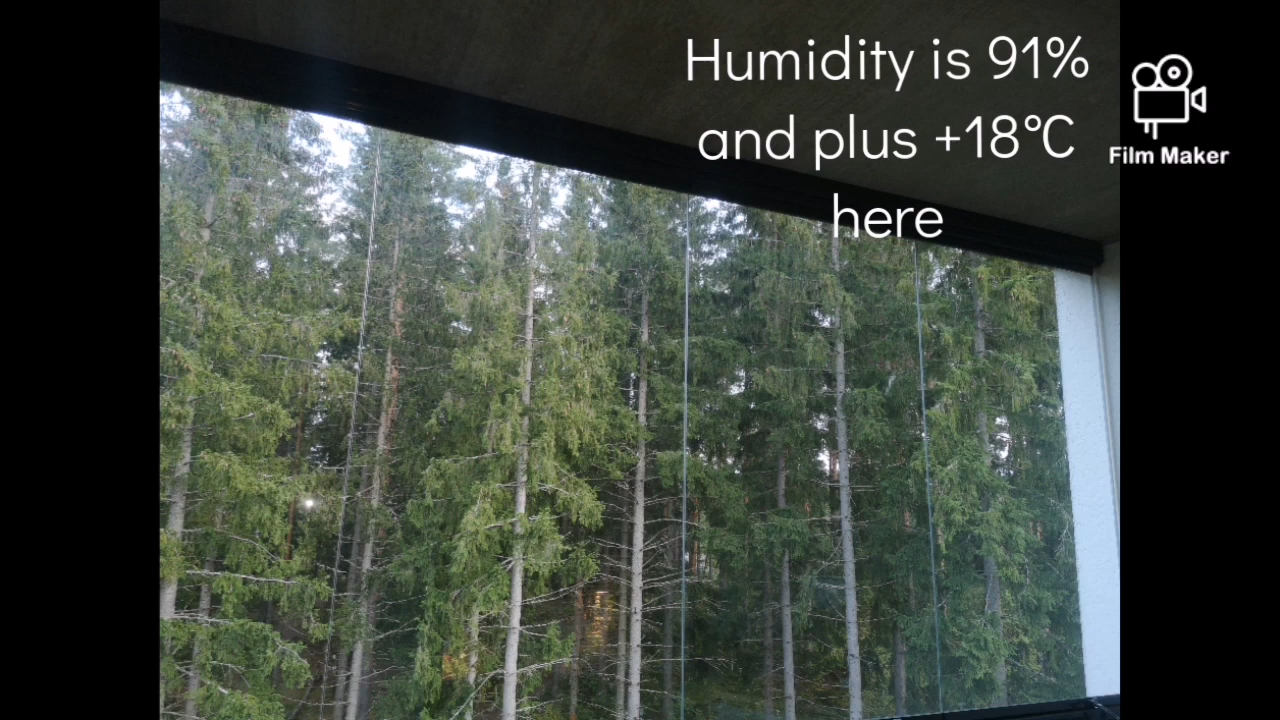 Humidity is 91%
and plus +18°C
here
Film Maker